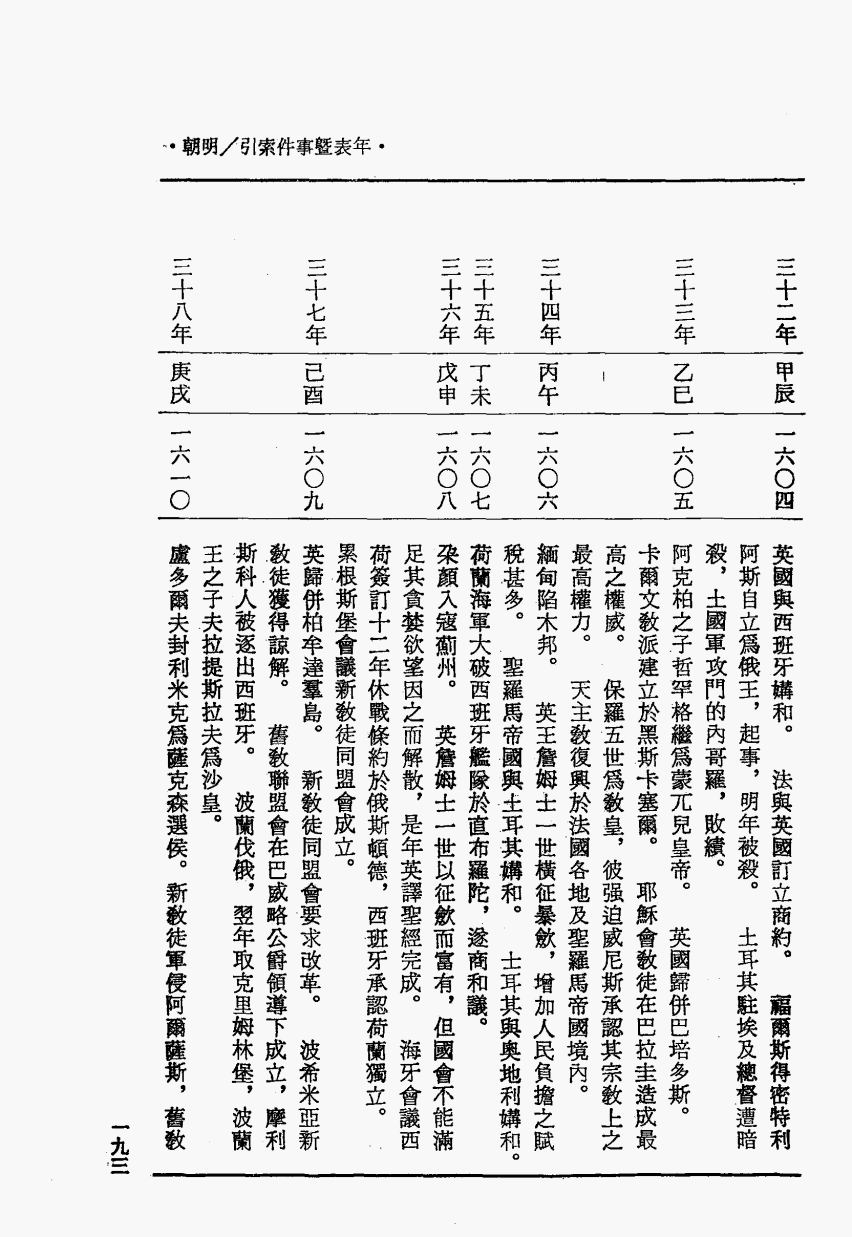 ・朝明／引索件事暨表年・
三十二年 甲辰 一六〇四 英國與西班牙媾和。 法與英國訂立商約。 福爾斯得密特利
阿斯自立爲俄王，起事，明年被殺。 土耳其駐埃及總督遭暗
殺，土國軍攻門的內哥羅，敗績。
三十三年 乙巳 一六〇五 阿克柏之子哲罕格繼爲蒙兀兒皇帝。 英國歸併巴培多斯。
卡爾文敎派建立於黑斯卡塞爾。 耶穌會敎徒在巴拉圭造成最
高之權威。 保羅五世爲敎皇，彼强迫威尼斯承認其宗敎上之
最高權力。 天主敎復興於法國各地及聖羅馬帝國境內。
三十四年 丙午 一六〇六 緬甸陷木邦。 英王詹姆士一世橫征暴歛，增加人民負擔之賦
稅甚多。 聖羅馬帝國與土耳其媾和。 土耳其與奧地利媾和。
三十五年 丁未 一六〇七 荷蘭海軍大破西班牙艦隊於直布羅陀，遂商和議。
三十六年 戊申 一六〇八 朶顏入寇薊州。 英詹姆士一世以征歛而富有，但國會不能滿
足其貪婪欲望因之而解散，是年英譯聖經完成。 海牙會議西
荷簽訂十二年休戰條約於俄斯頓德，西班牙承認荷蘭獨立。
累根斯堡會議新敎徒同盟會成立。
三十七年 己酉 一六〇九 英歸併柏牟達羣島。 新敎徒同盟會要求改革。 波希米亞新
敎徒獲得諒解。 舊敎聯盟會在巴威略公爵領導下成立，摩利
斯科人被逐出西班牙。 波蘭伐俄，翌年取克里姆林堡，波蘭
王之子夫拉提斯拉夫爲沙皇。
三十八年 庚戌 一六一〇 盧多爾夫封利米克爲薩克森選侯。新敎徒軍侵阿爾薩斯，舊敎
一九三